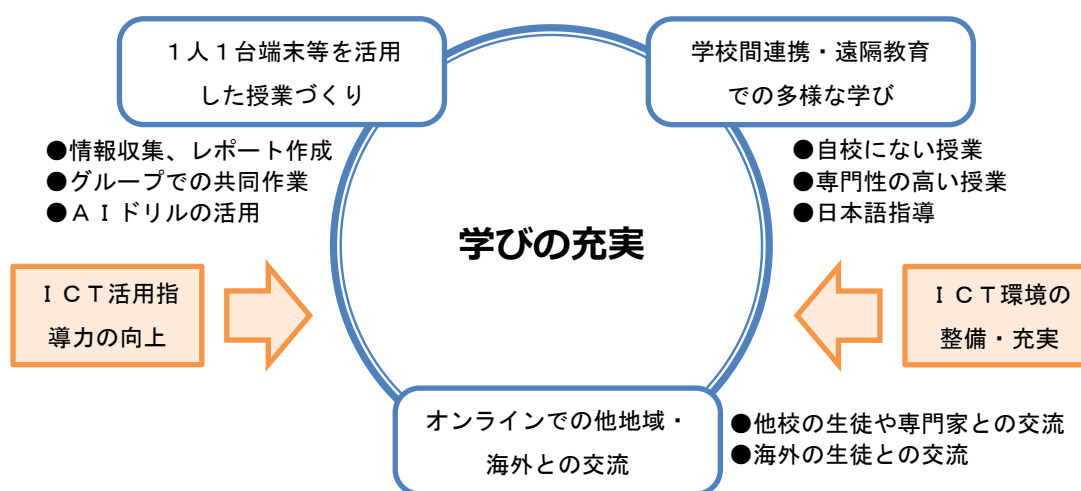 １人１台端末等を活用
した授業づくり
学校間連携・遠隔教育
での多様な学び
●情報収集、レポート作成
●グループでの共同作業
●ＡＩドリルの活用
●自校にない授業
●専門性の高い授業
●日本語指導
学びの充実
ＩＣＴ活用指
導力の向上
ＩＣＴ環境の
整備・充実
オンラインでの他地域・
海外との交流
●他校の生徒や専門家との交流
●海外の生徒との交流